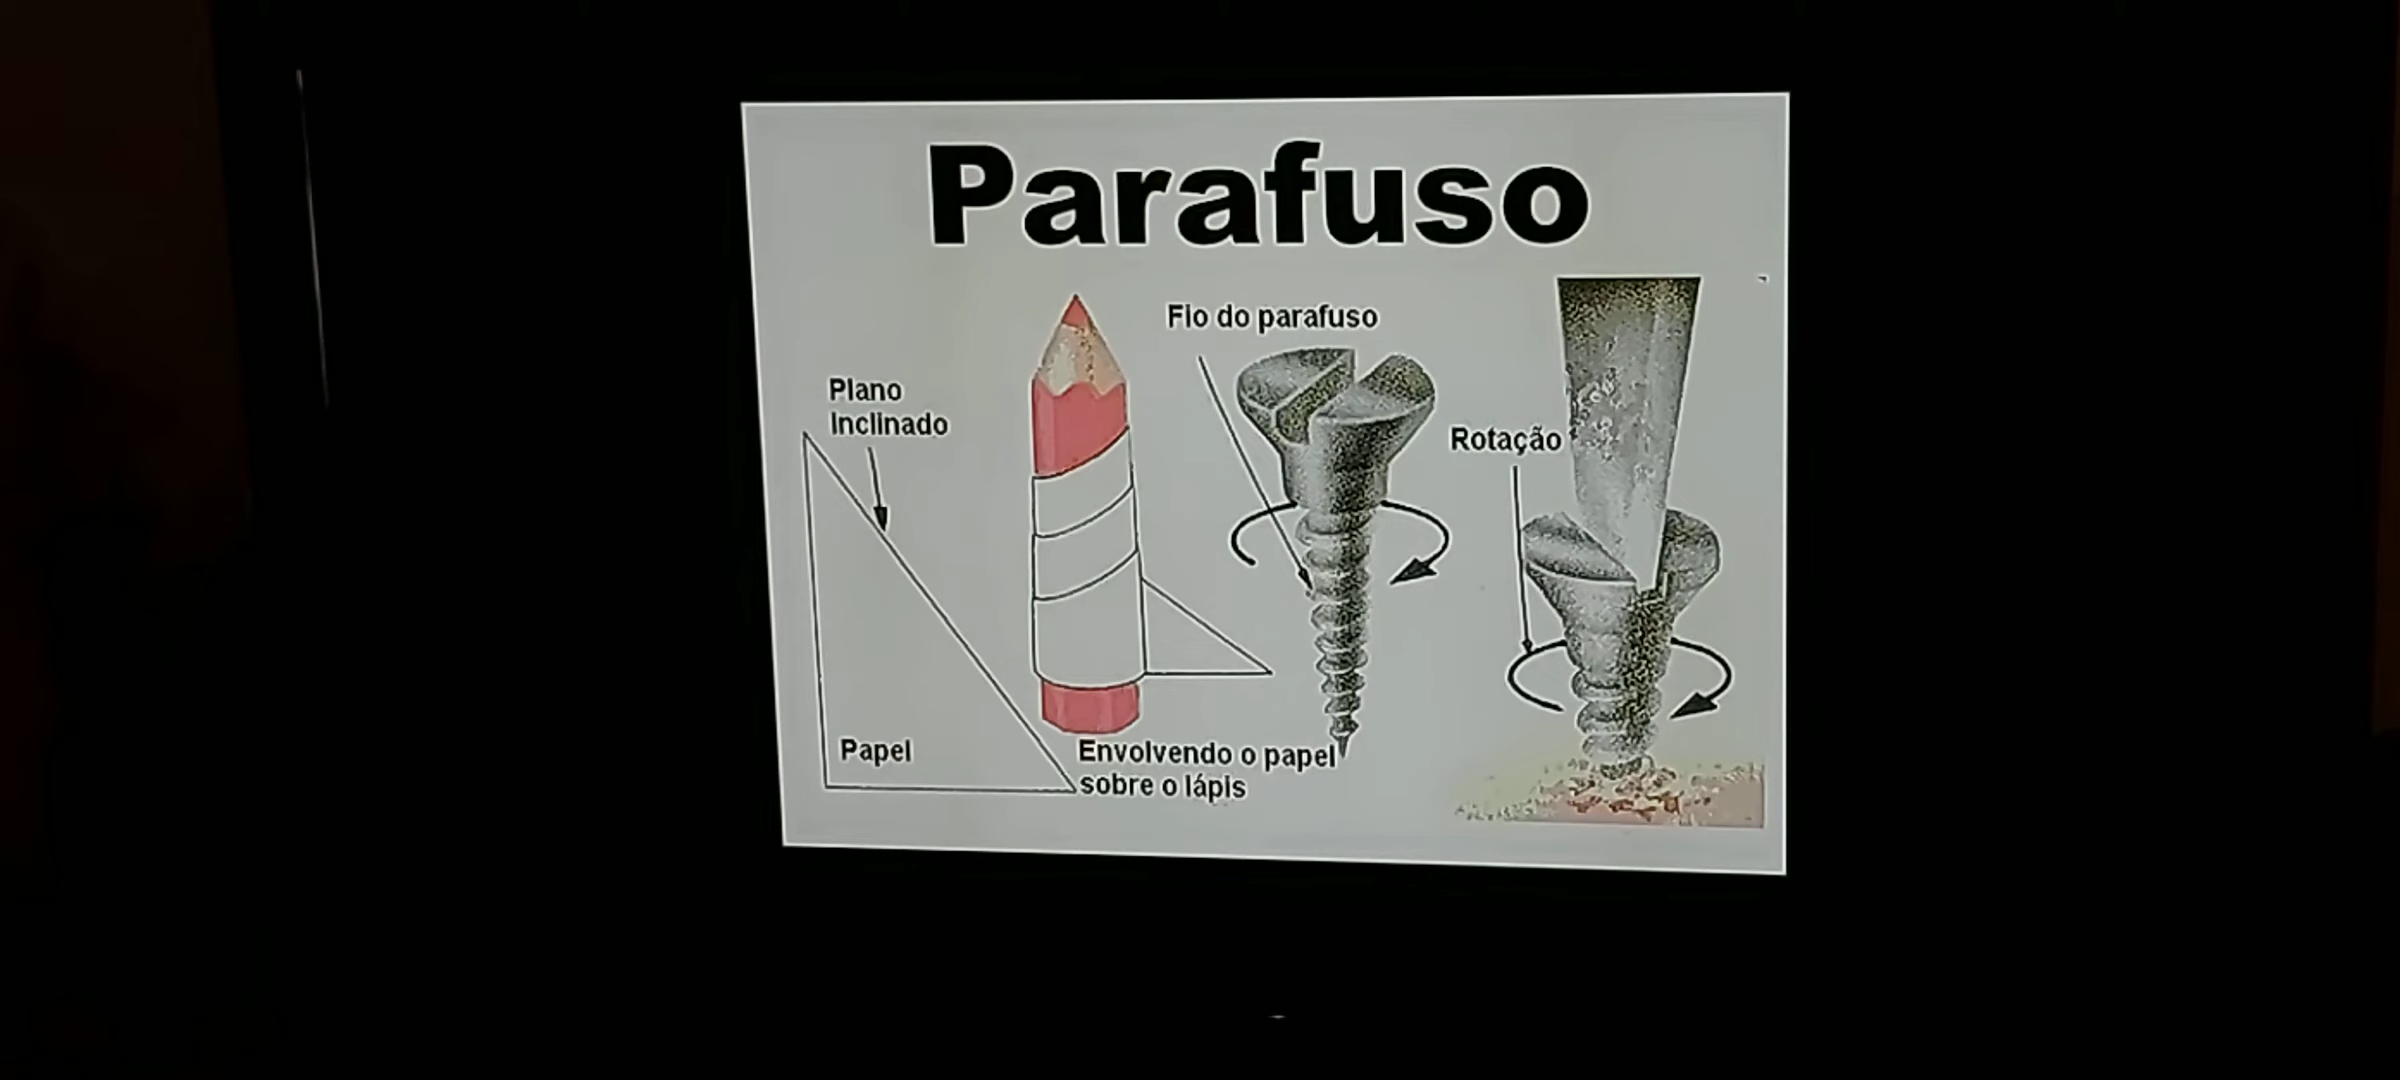 Parafuso
Fio do parafuso
Plano
Inclinado
Rotação
Papel
Envolvendo o papel
sobre o lápis